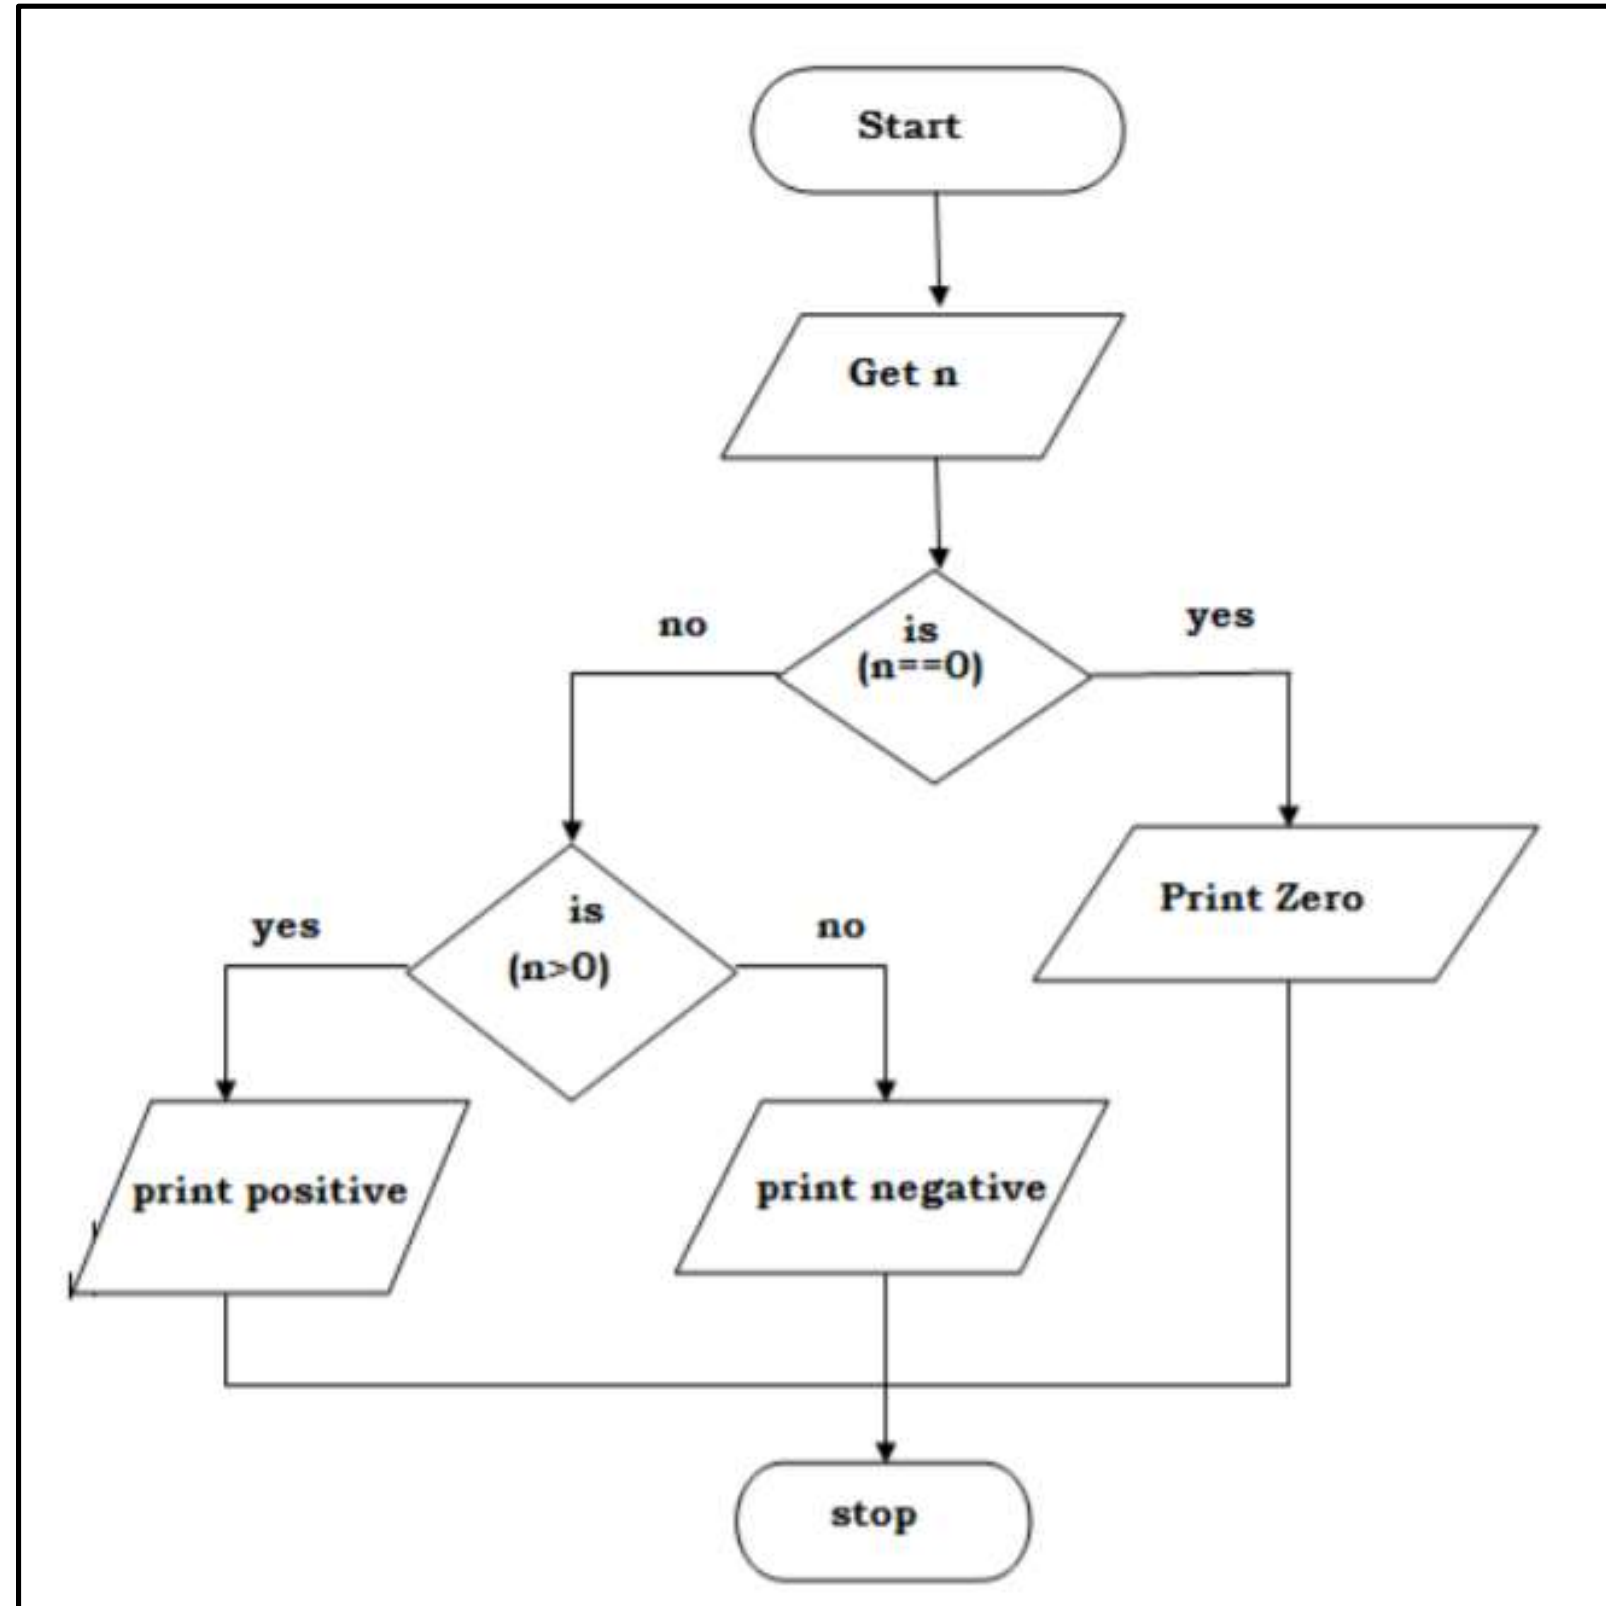 Start
Get n
no
yes
is
(n==0)
yes
is
(n>0)
no
Print Zero
print positive
print negative
stop